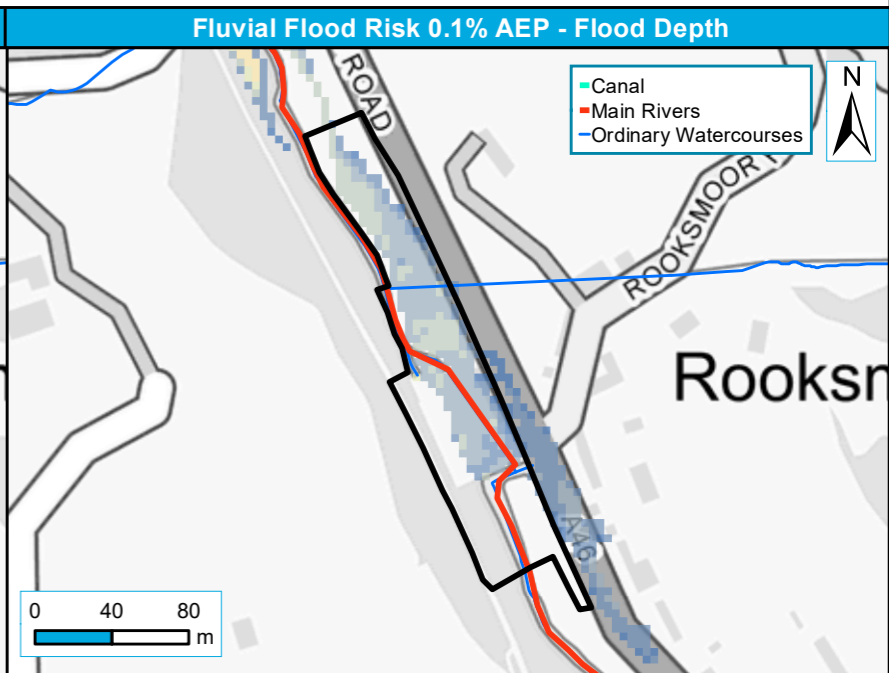 Fluvial Flood Risk 0.1% AEP - Flood Depth
ROAD
Canal
Main Rivers
Ordinary Watercourses
N
ROOKSMOOR
Rooksm
A46
0 40 80
m